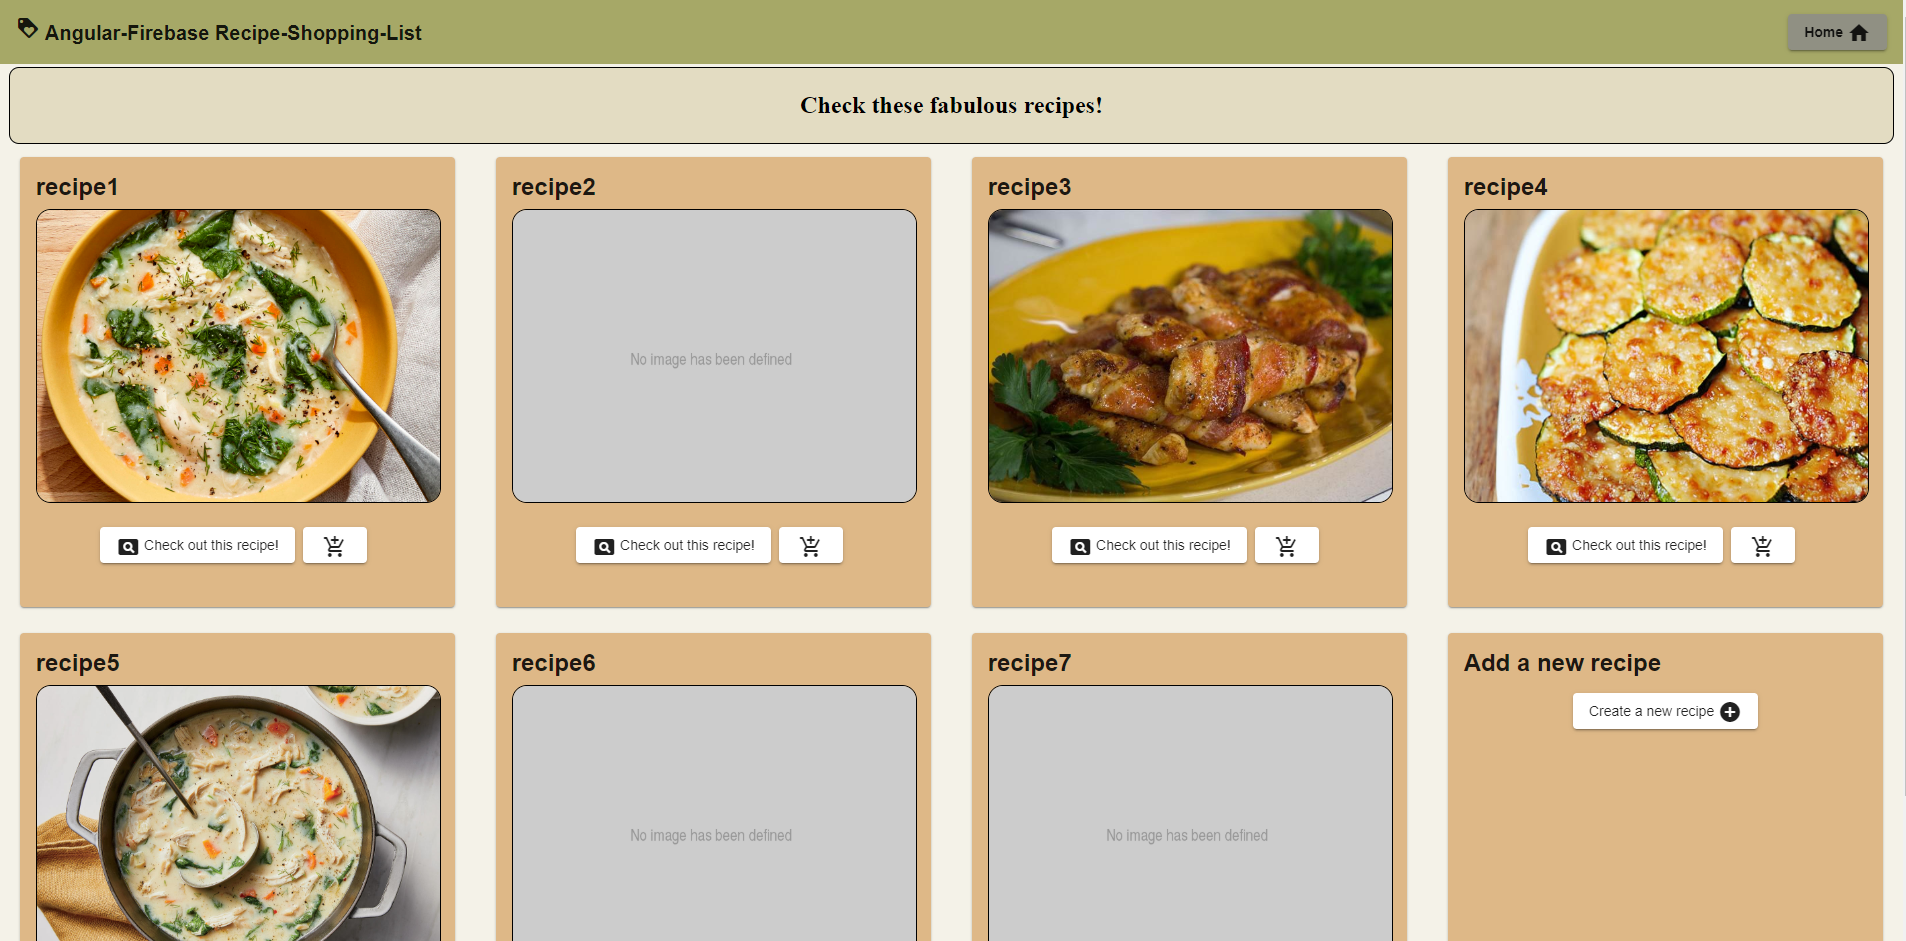 Angular-Firebase Recipe-Shopping-List
Home
Check these fabulous recipes!
recipe1
Check out this recipe!
recipe2
No image has been defined
Check out this recipe!
recipe3
Check out this recipe!
recipe4
Check out this recipe!
recipe5
recipe6
No image has been defined
recipe7
No image has been defined
Add a new recipe
Create a new recipe